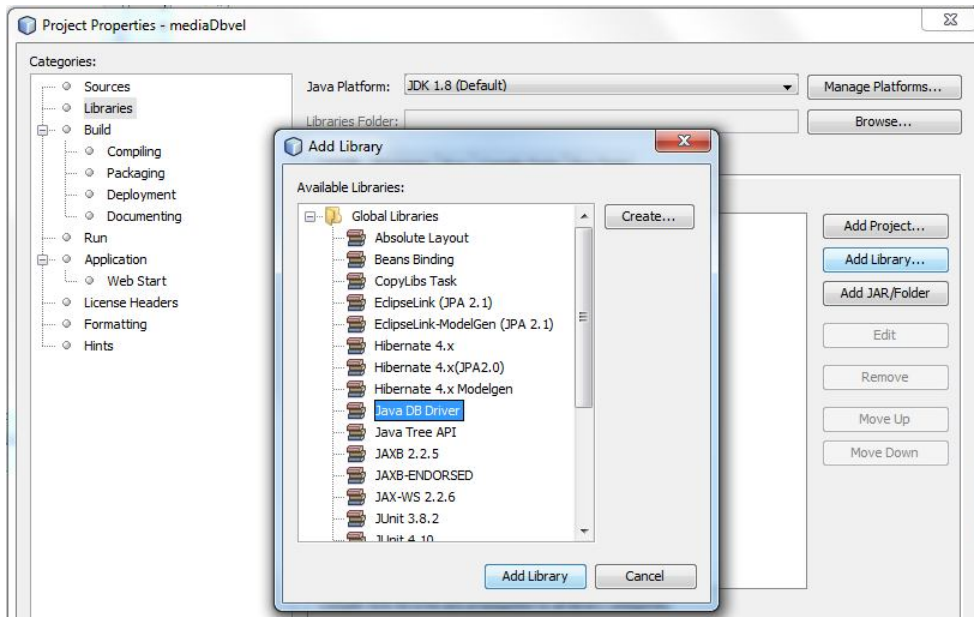 Project Properties - mediaDbvel
Categories:
Sources
Libraries
Build
Compiling
Packaging
Deployment
Documenting
Run
Application
Web Start
License Headers
Formatting
Hints
Java Platform: JDK 1.8 (Default) Manage Platforms...
Libraries Folder: Browse...
Add Library
Available Libraries:
Global Libraries
Absolute Layout
Beans Binding
CopyLibs Task
EclipseLink (JPA 2.1)
EclipseLink-ModelGen (JPA 2.1)
Hibernate 4.x
Hibernate 4.x(JPA2.0)
Hibernate 4.x Modelgen
Java DB Driver
Java Tree API
JAXB 2.2.5
JAXB-ENDORSED
JAX-WS 2.2.6
JUnit 3.8.2
JUnit 4.10
Create...
Add Library Cancel
Add Project...
Add Library...
Add JAR/Folder
Edit
Remove
Move Up
Move Down